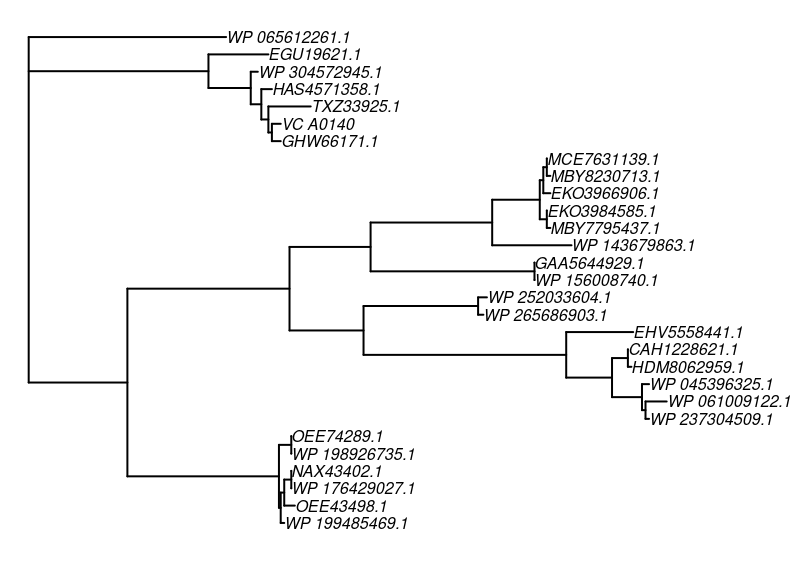 WP 065612261.1
EGU19621.1
WP 304572945.1
HAS4571358.1
TXZ33925.1
VC A0140
GHW66171.1
MCE7631139.1
MBY8230713.1
EKO3966906.1
EKO3984585.1
MBY7795437.1
WP 143679863.1
GAA5644929.1
WP 156008740.1
WP 252033604.1
WP 265686903.1
EHV5558441.1
CAH1228621.1
HDM8062959.1
WP 045396325.1
WP 061009122.1
WP 237304509.1
OEE74289.1
WP 198926735.1
NAX43402.1
WP 176429027.1
OEE43498.1
WP 199485469.1